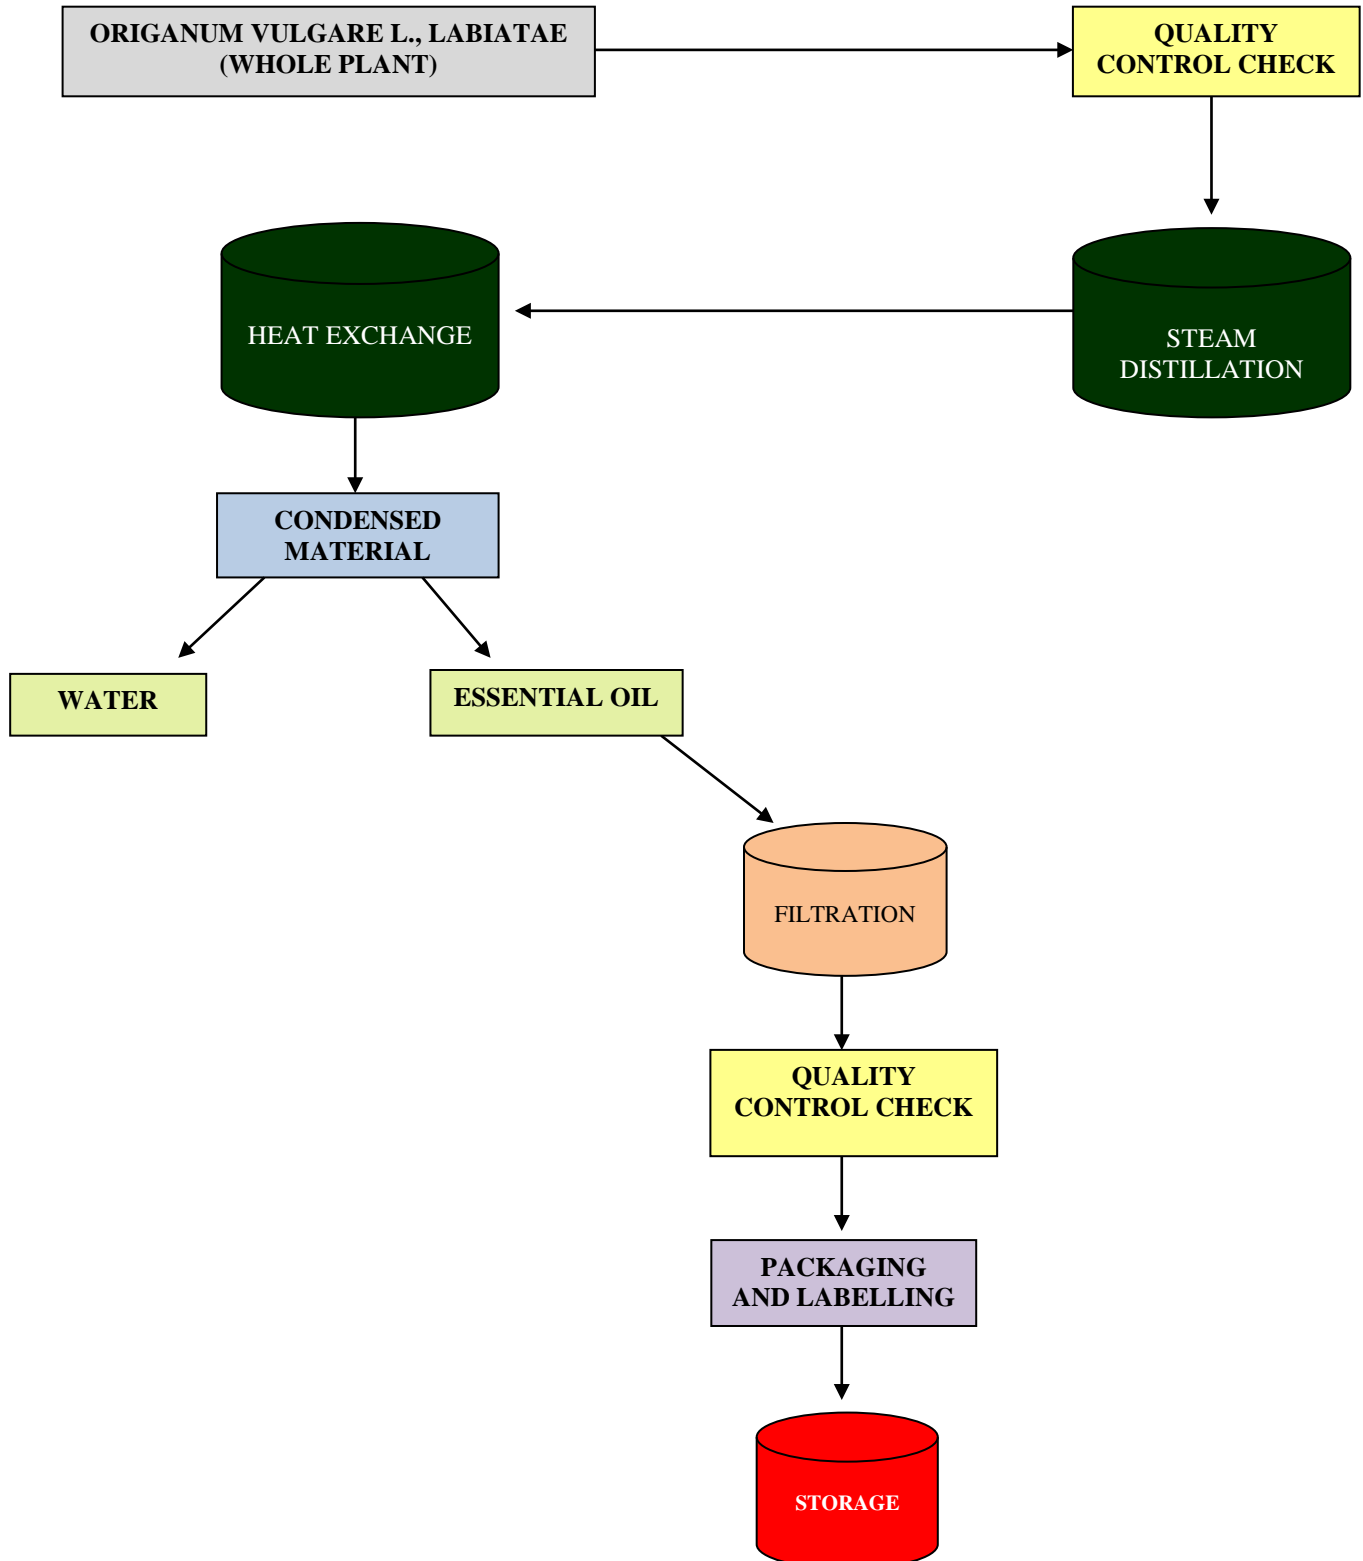 ORIGANUM VULGARE L., LABIATAE
(WHOLE PLANT)
QUALITY
CONTROL CHECK
HEAT EXCHANGE
STEAM
DISTILLATION
CONDENSED
MATERIAL
WATER
ESSENTIAL OIL
FILTRATION
QUALITY
CONTROL CHECK
PACKAGING
AND LABELLING
STORAGE